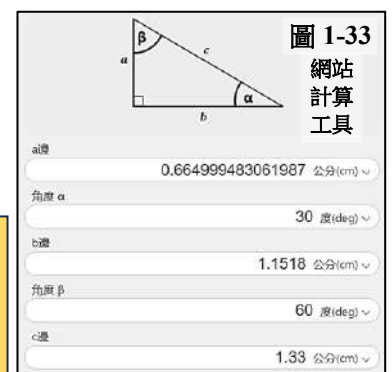 圖 1-33
網站
計算
工具
β
a
c
α
b
a邊
0.664999483061987 公分(cm)
角度 α
30 度(deg)
b邊
1.1518 公分(cm)
角度 β
60 度(deg)
c邊
1.33 公分(cm)